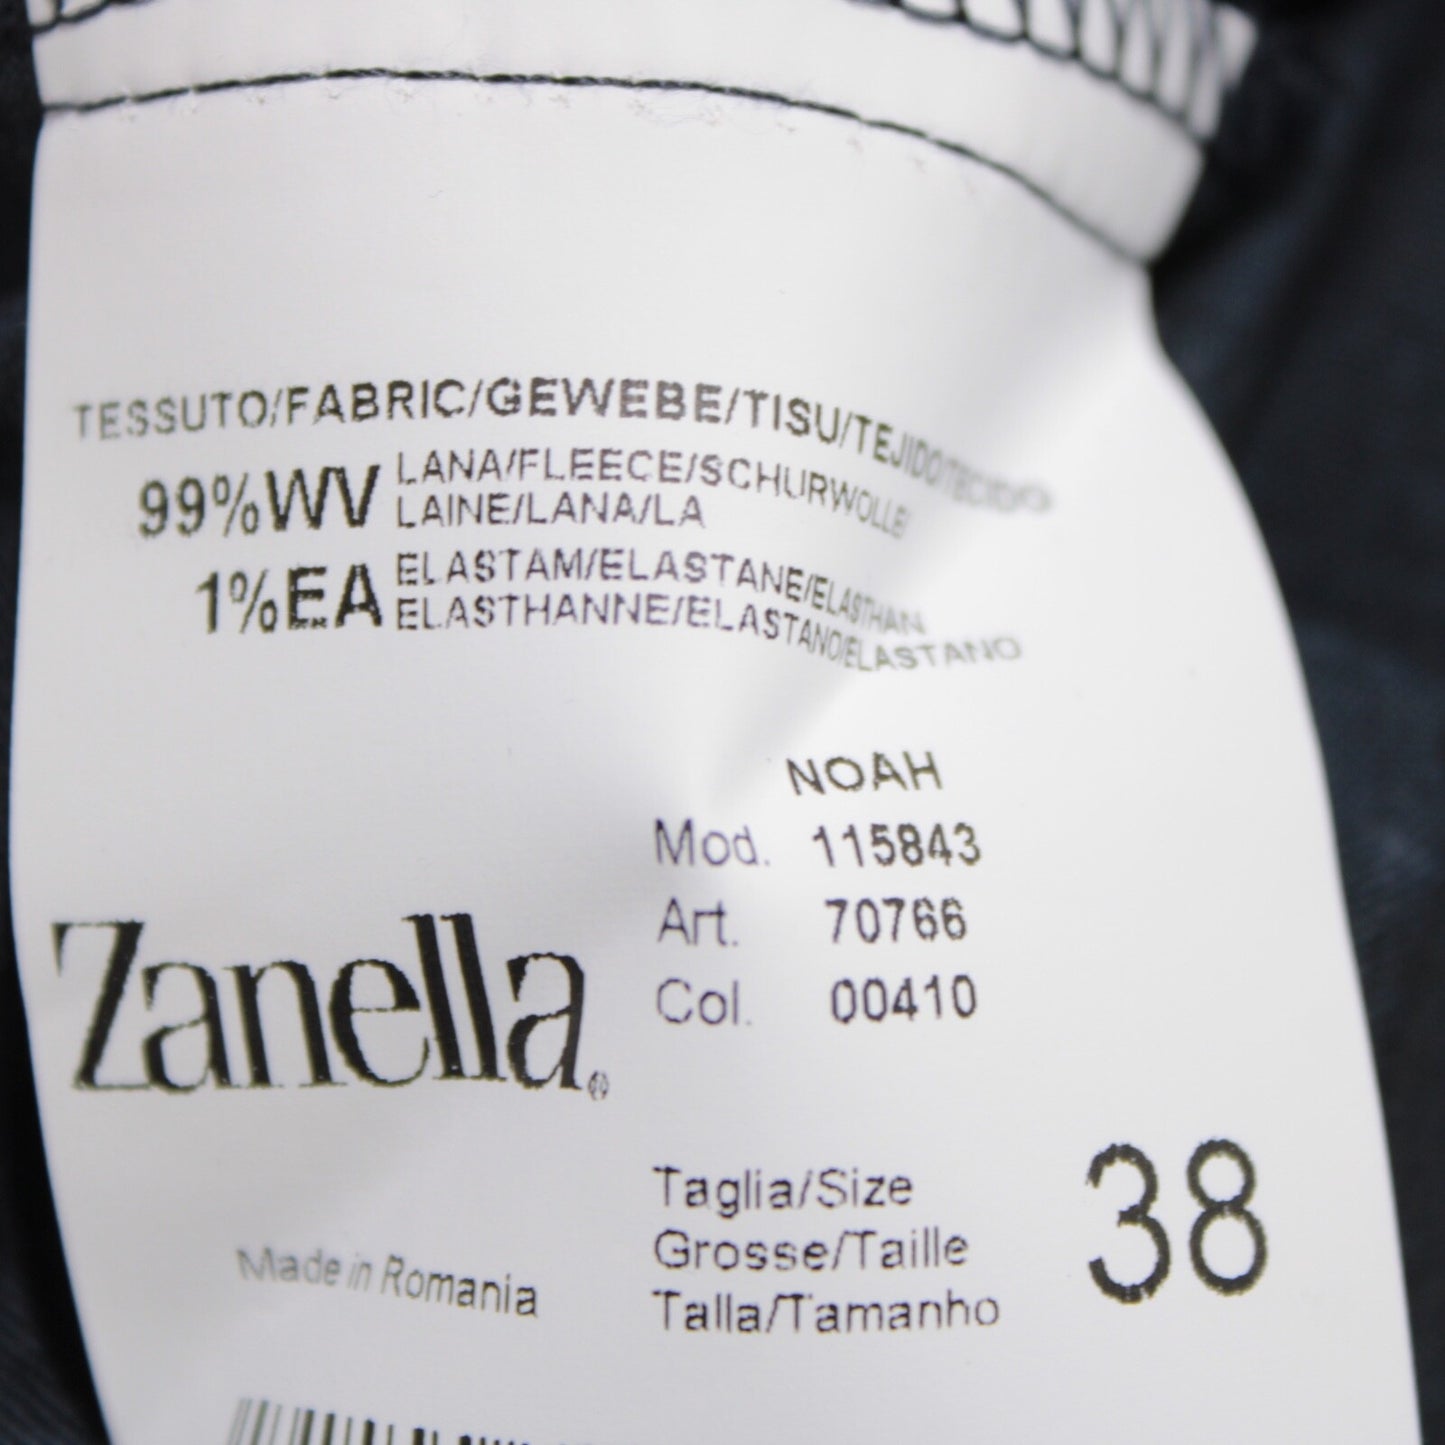 TESSUTO/FABRIC/GEWEBE/TISU/TEJIDO/TECIDO
99%WV LANA/FLEECE/SCHURWOLLE/
LAINE/LANA/LA
1%EA ELASTAM/ELASTANE/ELASTHAN
ELASTHANNE/ELASTANO/ELASTANO
NOAH
Mod. 115843
Art. 70766
Col. 00410
Zanella®
Taglia/Size
Grosse/Taille
Talla/Tamanho
38
Made in Romania